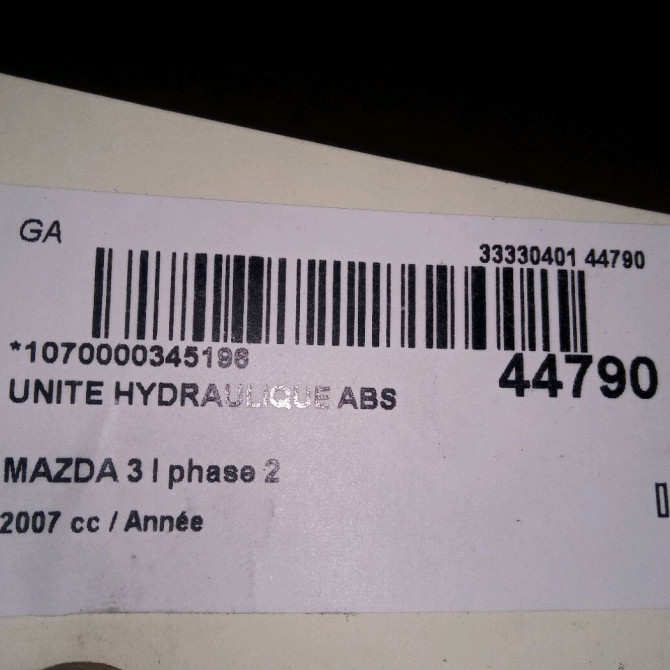 GA
33330401 44790
*1070000345198
44790
UNITE HYDRAULIQUE ABS
MAZDA 3 I phase 2
2007 cc / Année